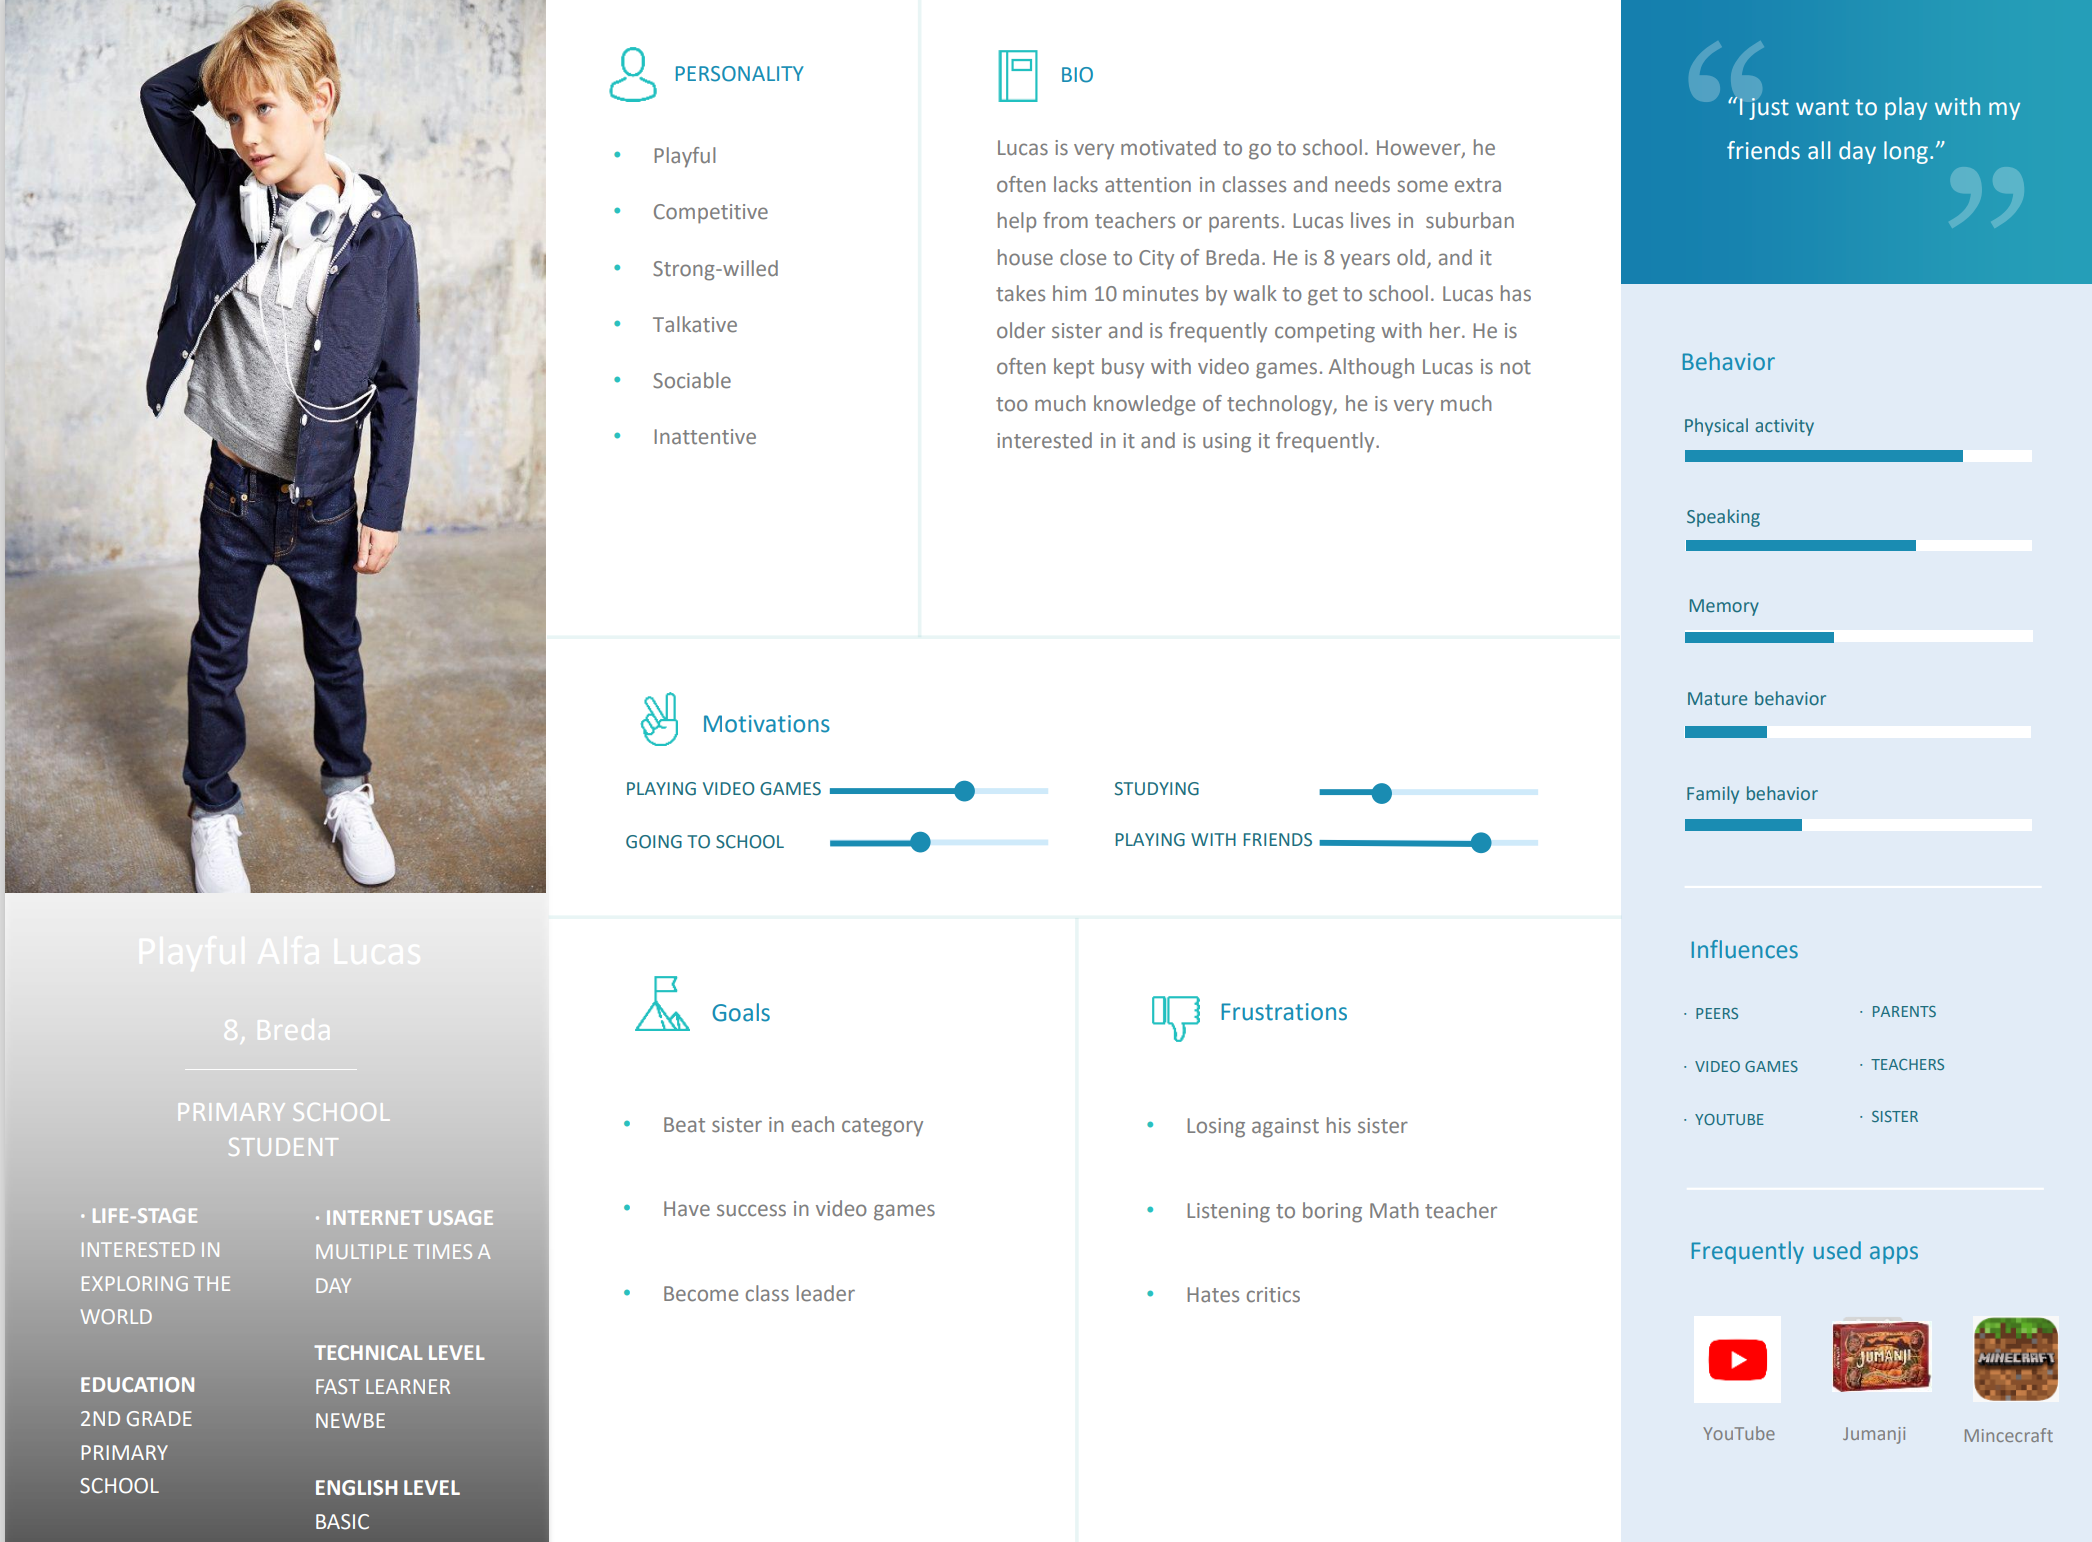 Playful Alfa Lucas
8, Breda
PRIMARY SCHOOL
STUDENT
· LIFE-STAGE
INTERESTED IN
EXPLORING THE
WORLD
EDUCATION
2ND GRADE
PRIMARY
SCHOOL
· INTERNET USAGE
MULTIPLE TIMES A
DAY
TECHNICAL LEVEL
FAST LEARNER
NEWBE
ENGLISH LEVEL
BASIC
PERSONALITY
• Playful
• Competitive
• Strong-willed
• Talkative
• Sociable
• Inattentive
BIO
Lucas is very motivated to go to school. However, he
often lacks attention in classes and needs some extra
help from teachers or parents. Lucas lives in suburban
house close to City of Breda. He is 8 years old, and it
takes him 10 minutes by walk to get to school. Lucas has
older sister and is frequently competing with her. He is
often kept busy with video games. Although Lucas is not
too much knowledge of technology, he is very much
interested in it and is using it frequently.
Motivations
PLAYING VIDEO GAMES
GOING TO SCHOOL
STUDYING
PLAYING WITH FRIENDS
Goals
• Beat sister in each category
• Have success in video games
• Become class leader
Frustrations
• Losing against his sister
• Listening to boring Math teacher
• Hates critics
“I just want to play with my
friends all day long.”
Behavior
Physical activity
Speaking
Memory
Mature behavior
Family behavior
Influences
· PEERS
· VIDEO GAMES
· YOUTUBE
· PARENTS
· TEACHERS
· SISTER
Frequently used apps
JUMANJI
MINECRAFT
YouTube
Jumanji
Mincecraft